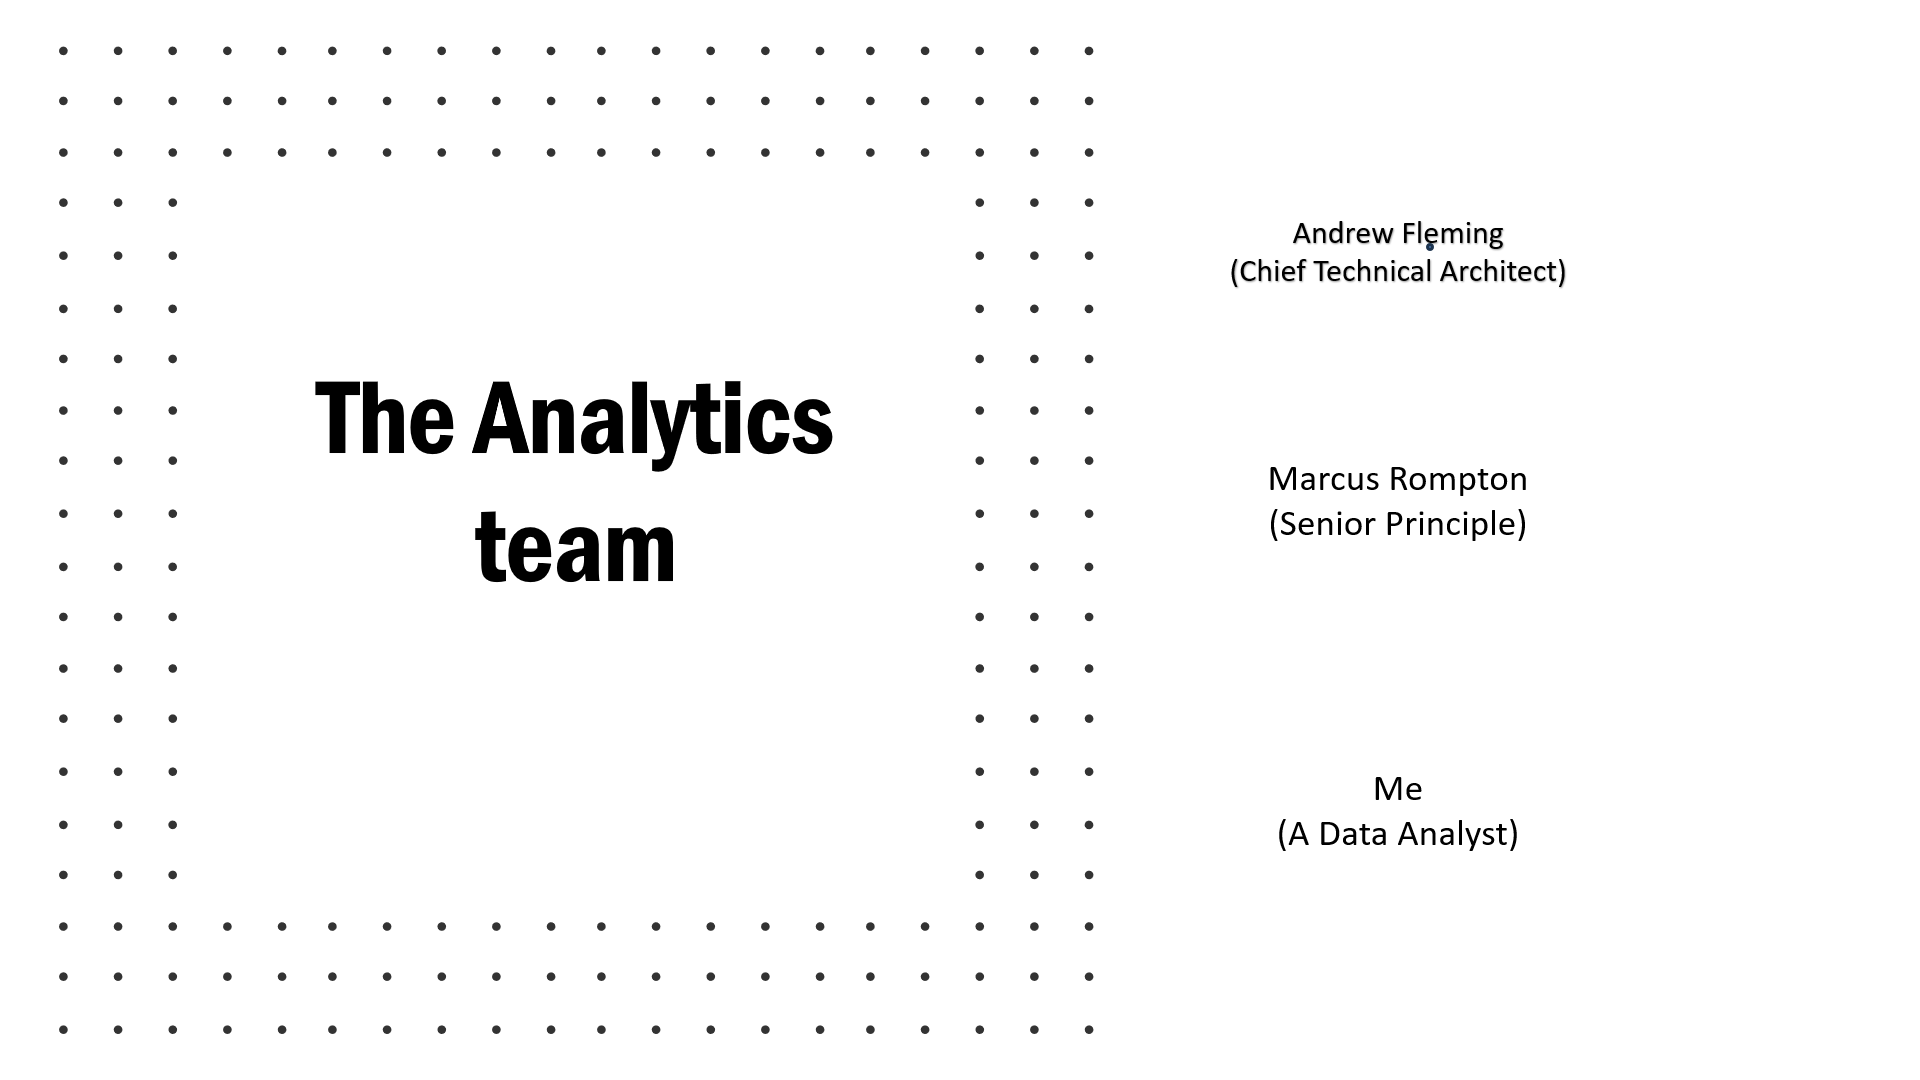 The Analytics
team
Andrew Fleming
(Chief Technical Architect)
Marcus Rompton
(Senior Principle)
Me
(A Data Analyst)